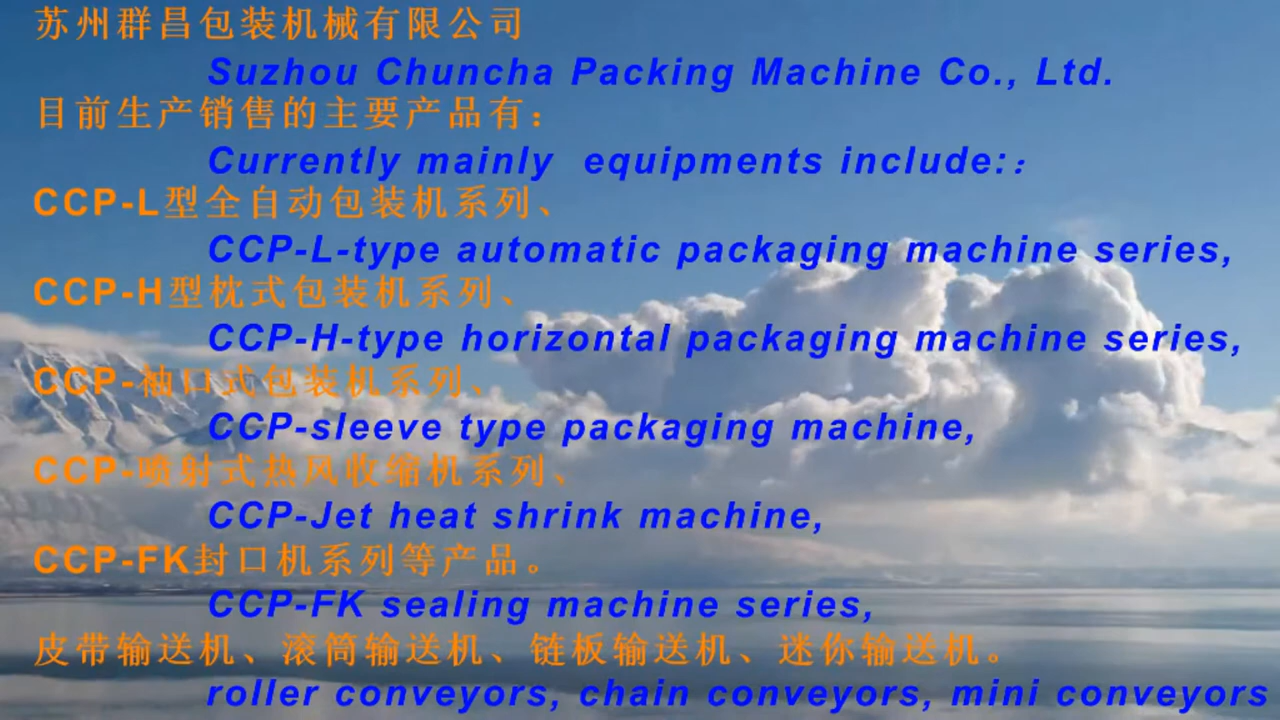 苏州群昌包装机械有限公司
Suzhou Chuncha Packing Machine Co., Ltd.
目前生产销售的主要产品有：
Currently mainly  equipments include:：
CCP-L型全自动包装机系列、
CCP-L-type automatic packaging machine series,
CCP-H型枕式包装机系列、
CCP-H-type horizontal packaging machine series,
CCP-袖口式包装机系列、
CCP-sleeve type packaging machine,
CCP-喷射式热风收缩机系列、
CCP-Jet heat shrink machine,
CCP-FK封口机系列等产品。
CCP-FK sealing machine series,
皮带输送机、滚筒输送机、链板输送机、迷你输送机。
roller conveyors, chain conveyors, mini conveyors